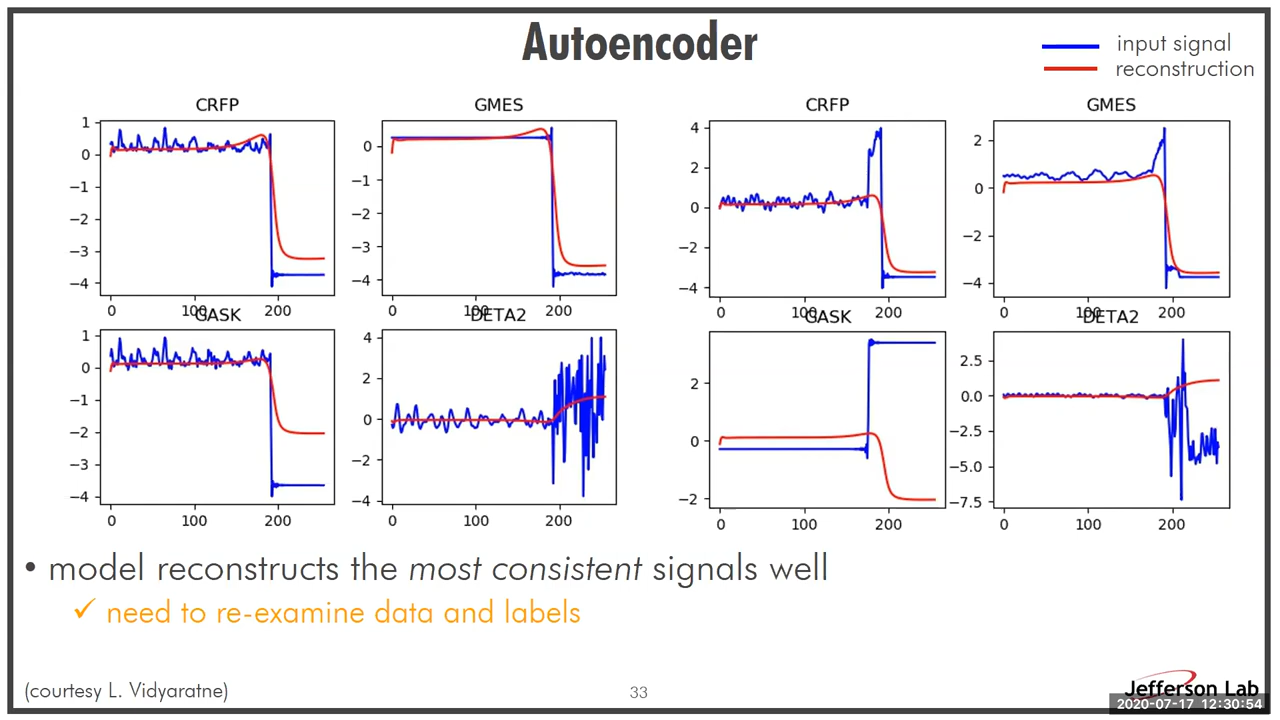 Autoencoder
input signal
reconstruction
CRFP
GMES
CRFP
GMES
1
0
−1
−2
−3
−4
0
−1
−2
−3
−4
4
2
0
−2
−4
2
0
−2
−4
0 100 200
0 100 200
0 100 200
0 100 200
GASK
DETA2
GASK
DETA2
1
0
−1
−2
−3
−4
4
2
0
−2
−4
2
0
−2
2.5
0.0
−2.5
−5.0
−7.5
0 100 200
0 100 200
0 100 200
0 100 200
• model reconstructs the most consistent signals well
✓ need to re-examine data and labels
(courtesy L. Vidyaratne)
33
Jefferson Lab
2020-07-17 12:30:54